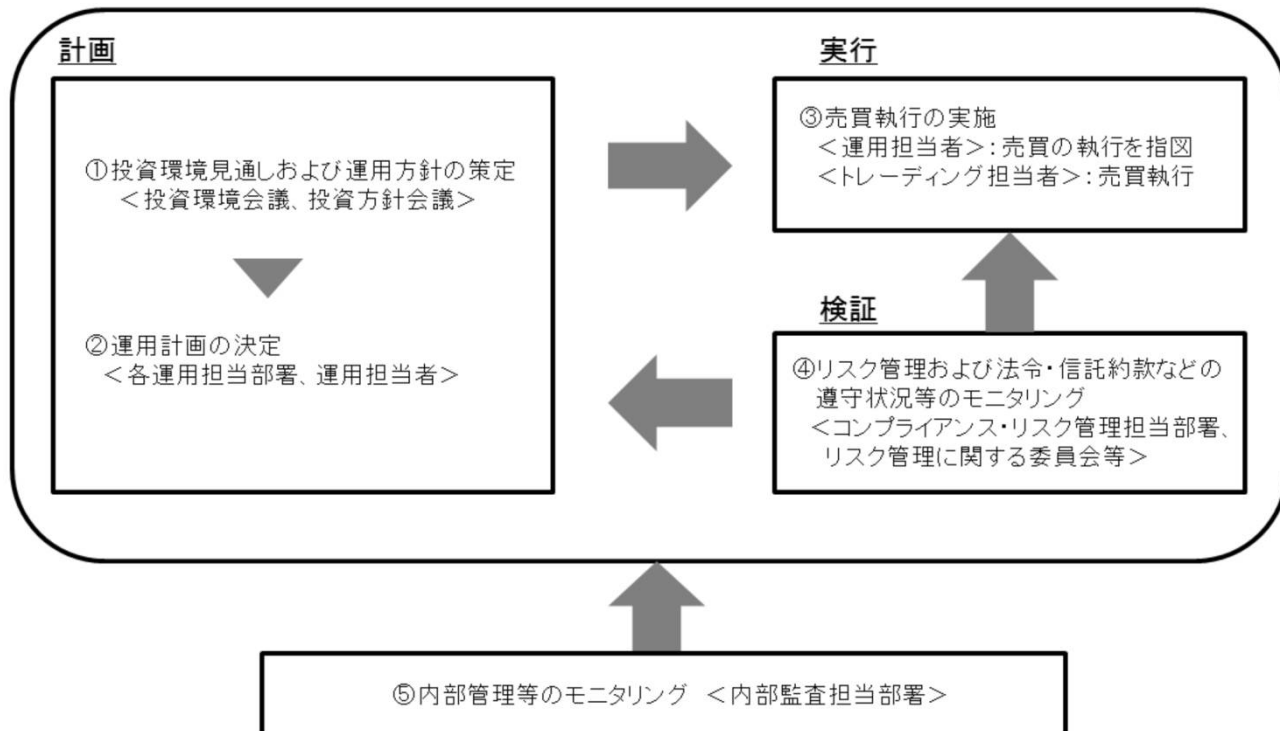 計画
①投資環境見通しおよび運用方針の策定
＜投資環境会議、投資方針会議＞
②運用計画の決定
＜各運用担当部署、運用担当者＞
実行
③売買執行の実施
＜運用担当者＞：売買の執行を指図
＜トレーディング担当者＞：売買執行
検証
④リスク管理および法令・信託約款などの
遵守状況等のモニタリング
＜コンプライアンス・リスク管理担当部署、
リスク管理に関する委員会等＞
⑤内部管理等のモニタリング ＜内部監査担当部署＞